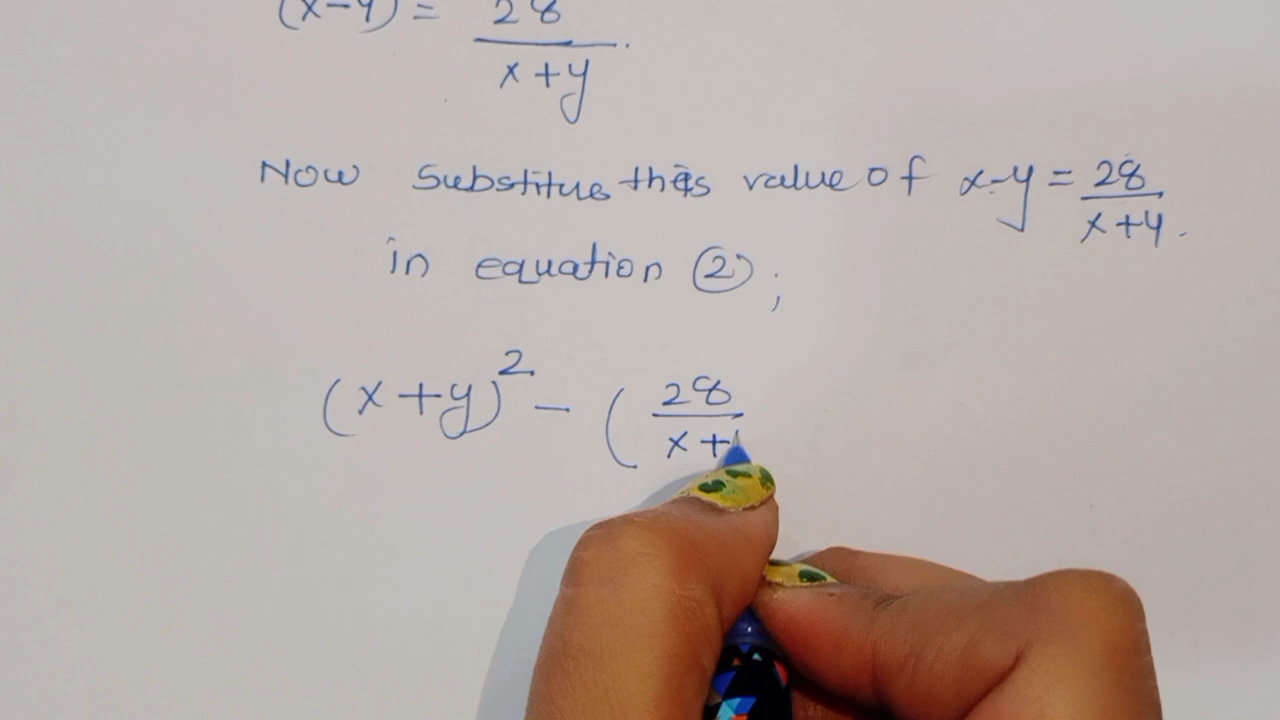 (x-y) = 28
x+y
Now Substitue this value of x-y = 28/x+y.
in equation ②;
(x+y)² - (28/x+